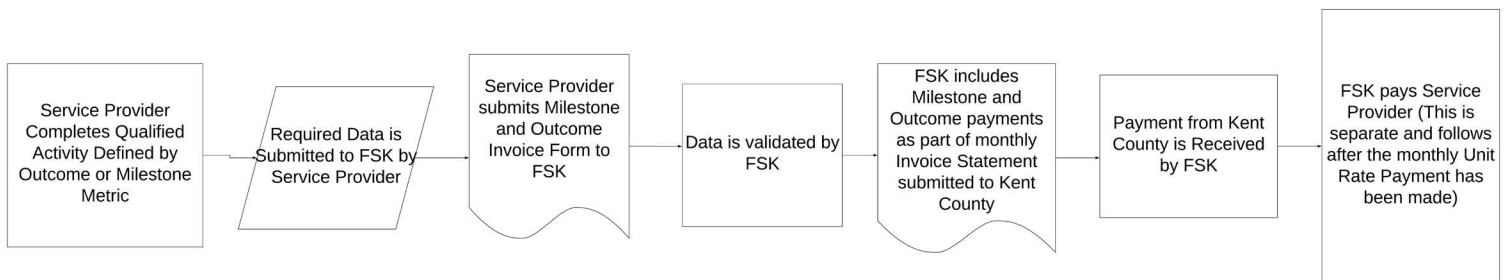 Service Provider
Completes Qualified
Activity Defined by
Outcome or Milestone
Metric
Required Data is
Submitted to FSK by
Service Provider
Service Provider
submits Milestone
and Outcome
Invoice Form to
FSK
Data is validated by
FSK
FSK includes
Milestone and
Outcome payments
as part of monthly
Invoice Statement
submitted to Kent
County
Payment from Kent
County is Received
by FSK
FSK pays Service
Provider (This is
separate and follows
after the monthly Unit
Rate Payment has
been made)